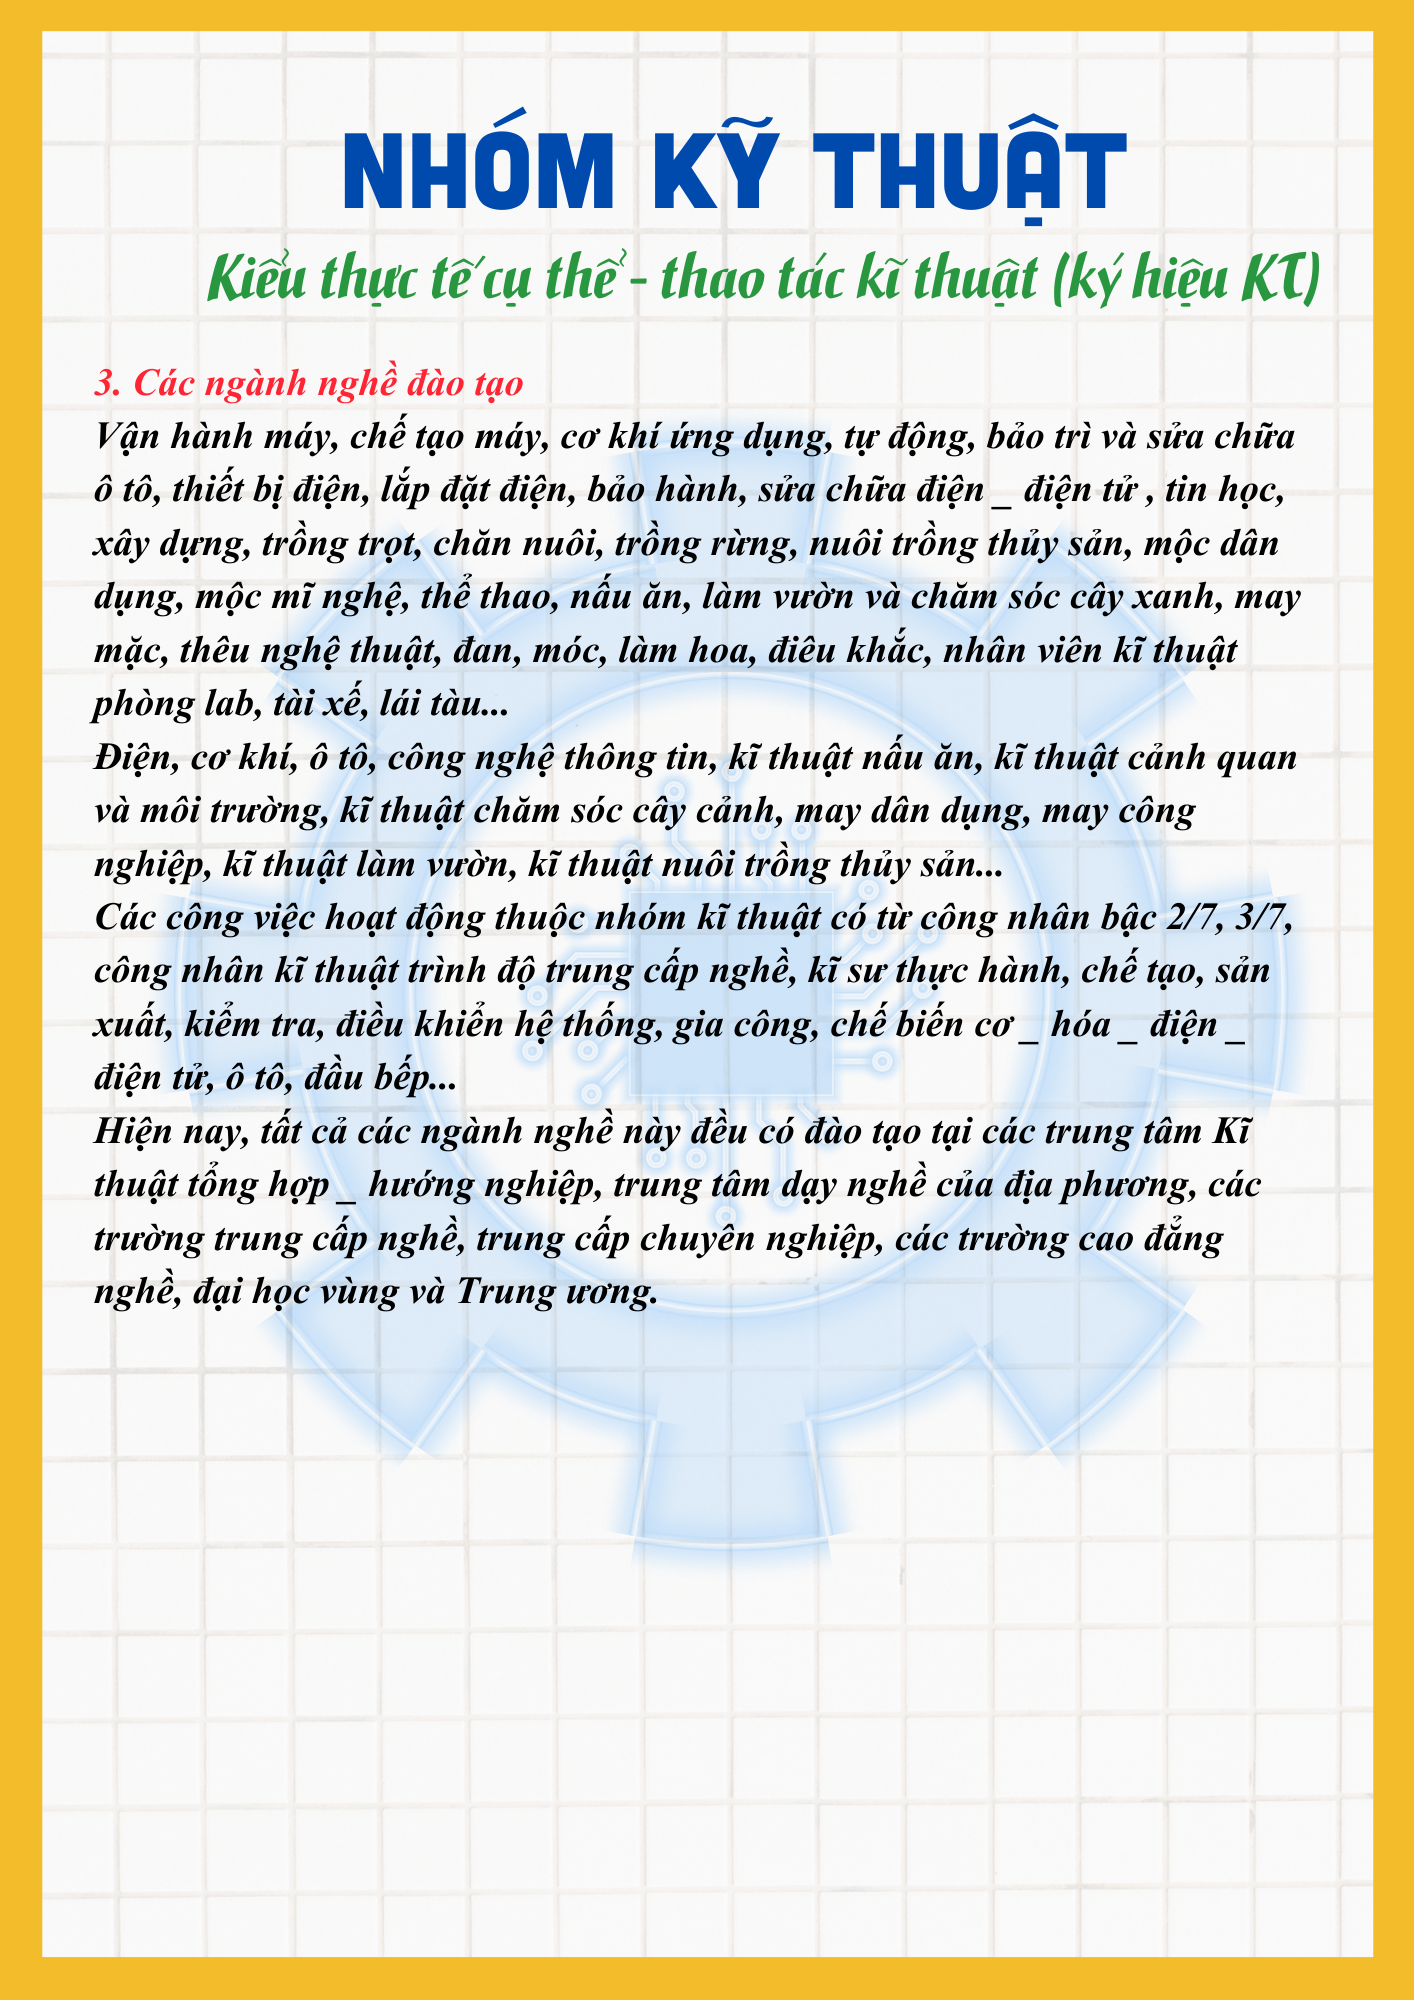 NHÓM KỸ THUẬT
Kiểu thực tế cụ thể - thao tác kĩ thuật (ký hiệu KT)
3. Các ngành nghề đào tạo
Vận hành máy, chế tạo máy, cơ khí ứng dụng, tự động, bảo trì và sửa chữa
ô tô, thiết bị điện, lắp đặt điện, bảo hành, sửa chữa điện _ điện tử , tin học,
xây dựng, trồng trọt, chăn nuôi, trồng rừng, nuôi trồng thủy sản, mộc dân
dụng, mộc mĩ nghệ, thể thao, nấu ăn, làm vườn và chăm sóc cây xanh, may
mặc, thêu nghệ thuật, đan, móc, làm hoa, điêu khắc, nhân viên kĩ thuật
phòng lab, tài xế, lái tàu...
Điện, cơ khí, ô tô, công nghệ thông tin, kĩ thuật nấu ăn, kĩ thuật cảnh quan
và môi trường, kĩ thuật chăm sóc cây cảnh, may dân dụng, may công
nghiệp, kĩ thuật làm vườn, kĩ thuật nuôi trồng thủy sản...
Các công việc hoạt động thuộc nhóm kĩ thuật có từ công nhân bậc 2/7, 3/7,
công nhân kĩ thuật trình độ trung cấp nghề, kĩ sư thực hành, chế tạo, sản
xuất, kiểm tra, điều khiển hệ thống, gia công, chế biến cơ _ hóa _ điện _
điện tử, ô tô, đầu bếp...
Hiện nay, tất cả các ngành nghề này đều có đào tạo tại các trung tâm Kĩ
thuật tổng hợp _ hướng nghiệp, trung tâm dạy nghề của địa phương, các
trường trung cấp nghề, trung cấp chuyên nghiệp, các trường cao đẳng
nghề, đại học vùng và Trung ương.